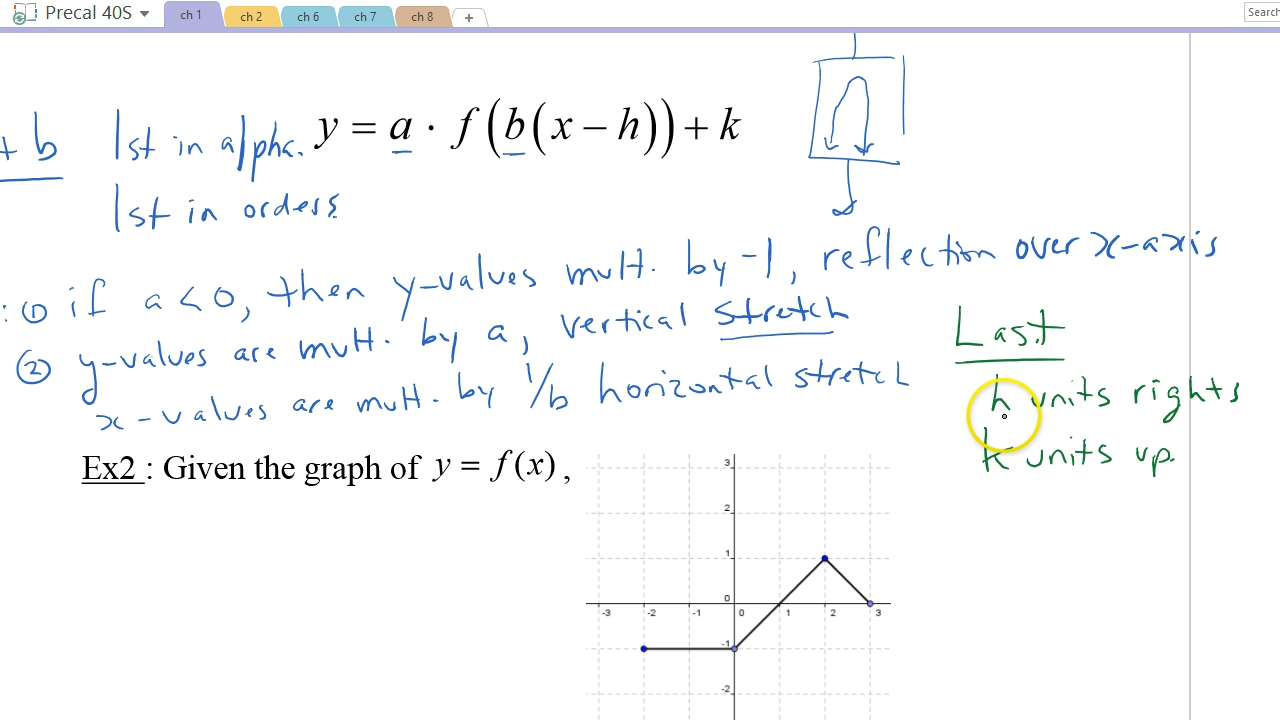 Precal 40S ch 1 ch 2 ch 6 ch 7 ch 8 + Search
+ b 1st in alpha. y = a · f(b(x − h)) + k
1st in orders
: ① if a < 0, then y-values mult. by -1, reflection over x-axis
② y-values are mult. by a, vertical stretch
x-values are mult. by 1/b horizontal stretch
Last
h units rights
k units up.
Ex2 : Given the graph of y = f(x) ,
3
2
1
0
-3 -2 -1 0 1 2 3
-1
-2